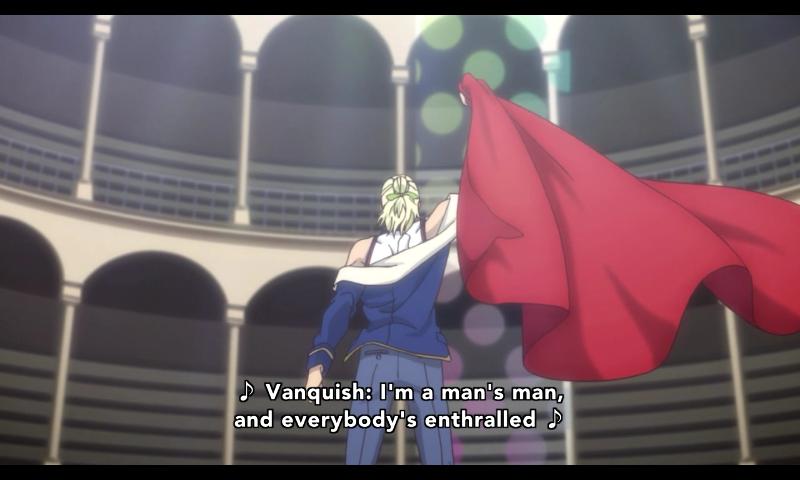 ♪ Vanquish: I'm a man's man,
and everybody's enthralled ♪